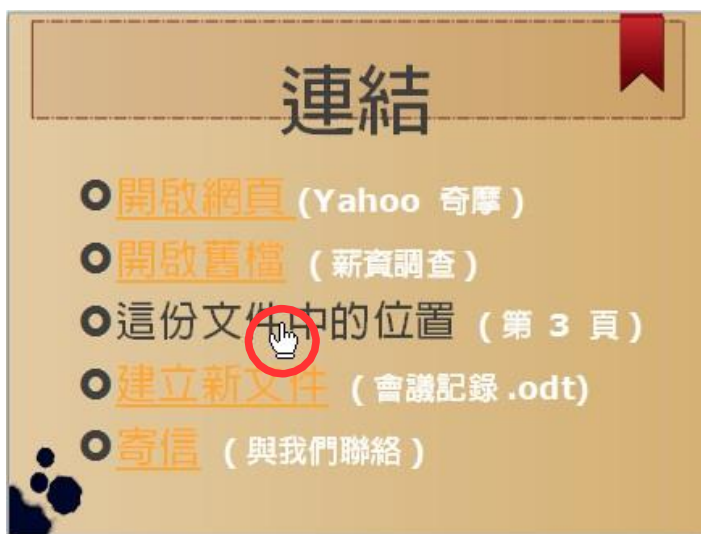 連結
開啟網頁 (Yahoo 奇摩)
開啟舊檔 (薪資調查)
這份文件中的位置 (第 3 頁)
建立新文件 (會議記錄.odt)
寄信 (與我們聯絡)